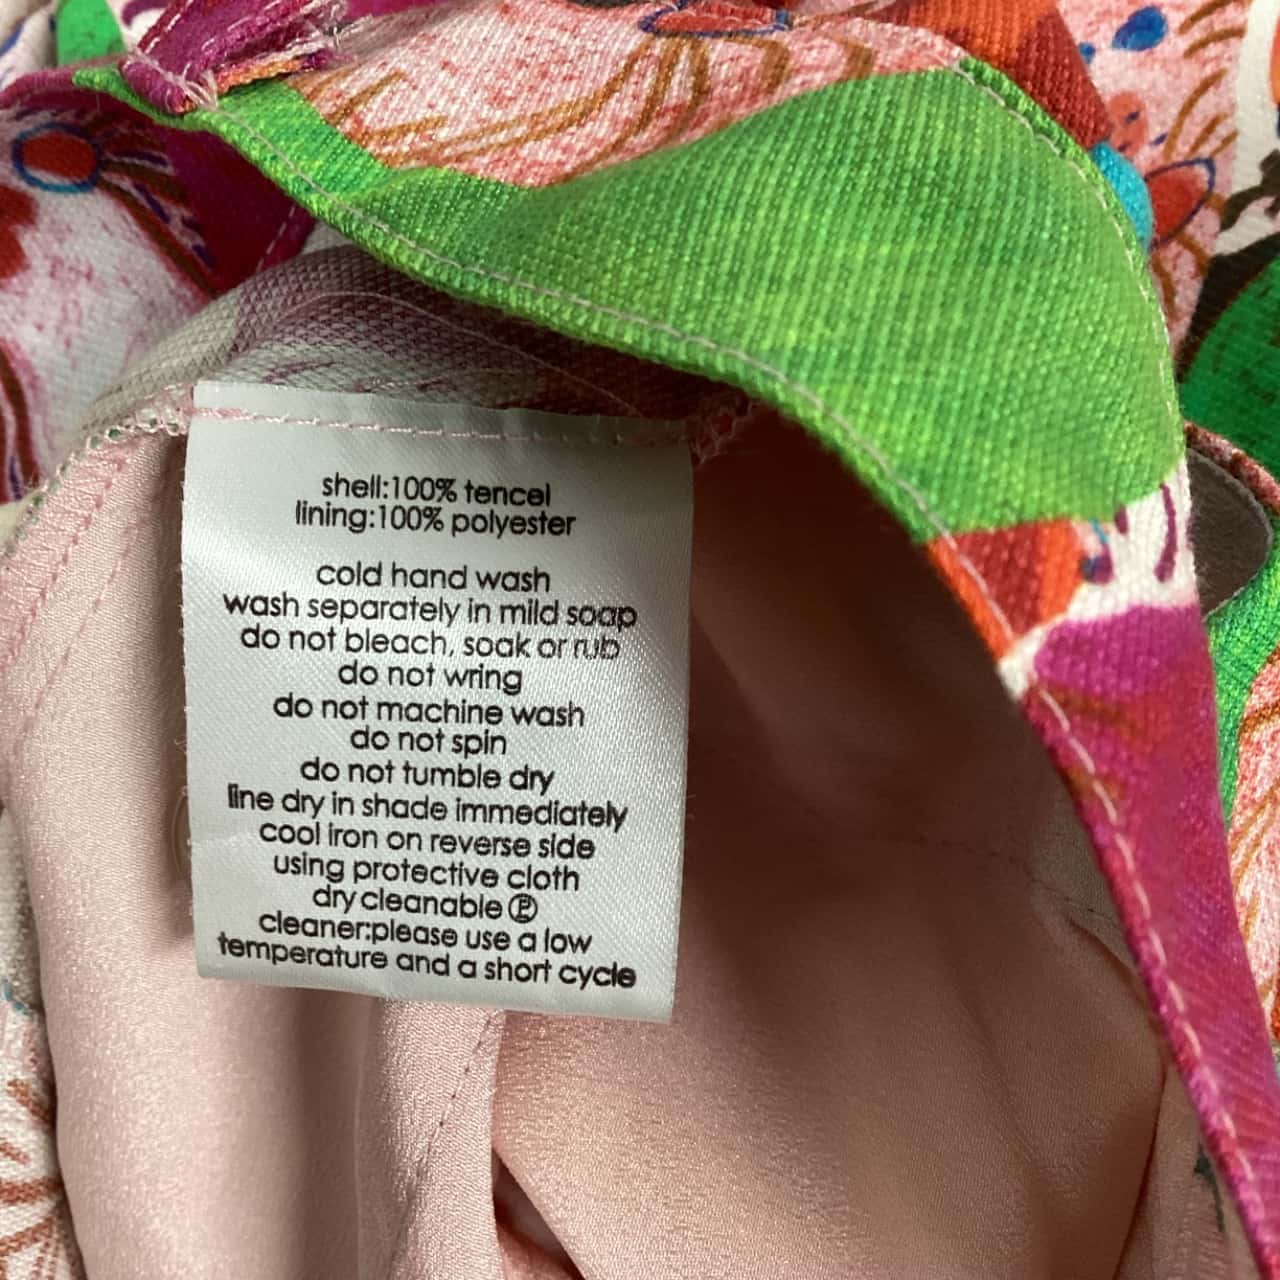 shell:100% tencel
lining:100% polyester
cold hand wash
wash separately in mild soap
do not bleach, soak or rub
do not wring
do not machine wash
do not spin
do not tumble dry
line dry in shade immediately
cool iron on reverse side
using protective cloth
dry cleanable Ⓟ
cleaner:please use a low
temperature and a short cycle